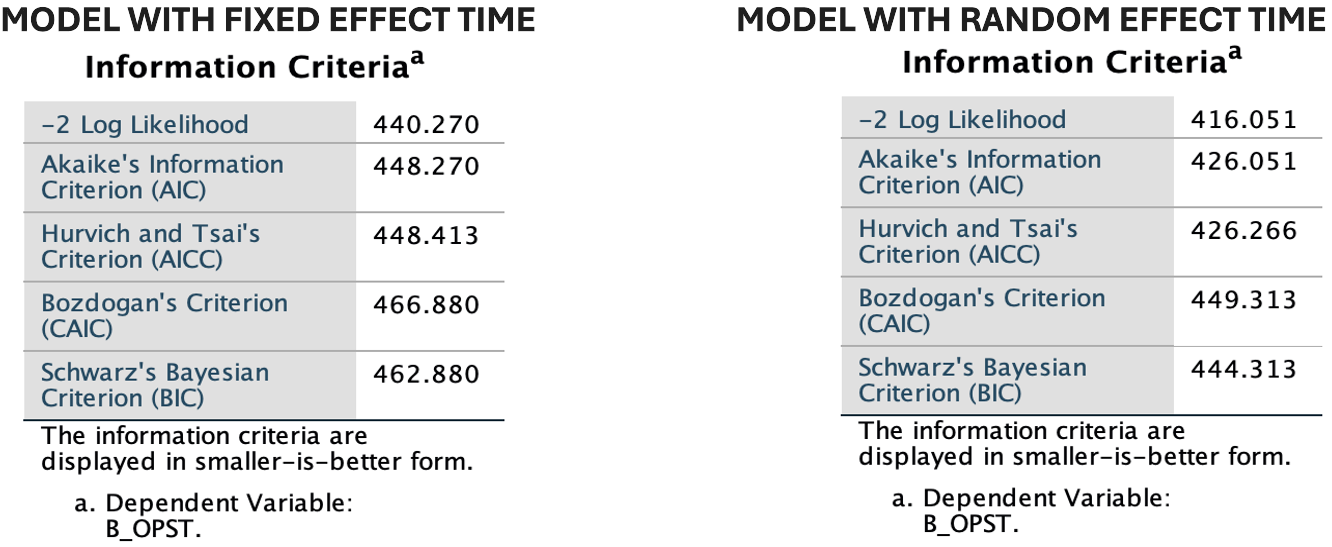 MODEL WITH FIXED EFFECT TIME
Information Criteriaa
-2 Log Likelihood 440.270
Akaike's Information
Criterion (AIC) 448.270
Hurvich and Tsai's
Criterion (AICC) 448.413
Bozdogan's Criterion
(CAIC) 466.880
Schwarz's Bayesian
Criterion (BIC) 462.880
The information criteria are
displayed in smaller-is-better form.
a. Dependent Variable:
B_OPST.
MODEL WITH RANDOM EFFECT TIME
Information Criteriaa
-2 Log Likelihood 416.051
Akaike's Information
Criterion (AIC) 426.051
Hurvich and Tsai's
Criterion (AICC) 426.266
Bozdogan's Criterion
(CAIC) 449.313
Schwarz's Bayesian
Criterion (BIC) 444.313
The information criteria are
displayed in smaller-is-better form.
a. Dependent Variable:
B_OPST.